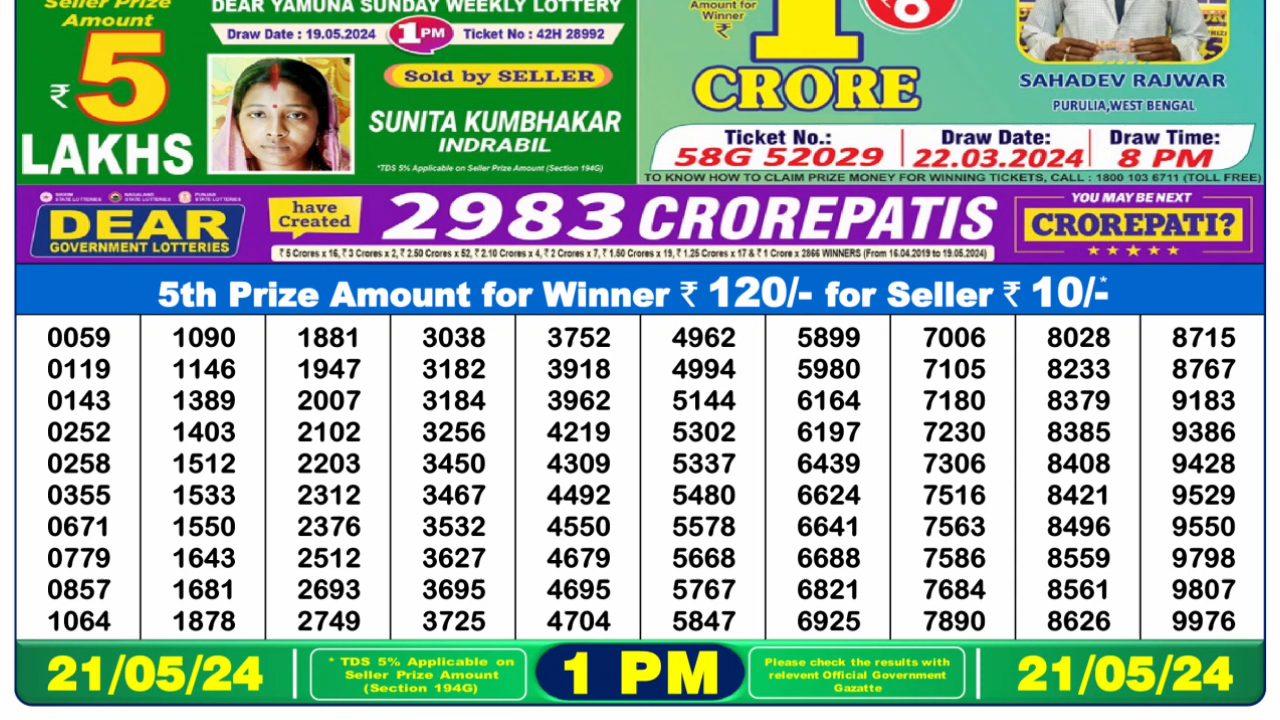 Seller Prize
Amount
₹5
LAKHS
DEAR YAMUNA SUNDAY WEEKLY LOTTERY
Draw Date : 19.05.2024 1PM Ticket No : 42H 28992
Sold by SELLER
SUNITA KUMBHAKAR
INDRABIL
*TDS 5% Applicable on Seller Prize Amount (Section 194G)
Amount for
Winner
₹ 1
CRORE
₹6
SAHADEV RAJWAR
PURULIA,WEST BENGAL
Ticket No.: Draw Date: Draw Time:
58G 52029 22.03.2024 8 PM
TO KNOW HOW TO CLAIM PRIZE MONEY FOR WINNING TICKETS, CALL : 1800 103 6711 (TOLL FREE)
SIKKIM STATE LOTTERIES NAGALAND STATE LOTTERIES PUNJAB STATE LOTTERIES
DEAR
GOVERNMENT LOTTERIES
have
Created
2983 CROREPATIS
₹ 5 Crores x 16, ₹ 3 Crores x 2, ₹ 2.50 Crores x 52, ₹ 2.10 Crores x 4, ₹ 2 Crores x 7, ₹ 1.50 Crores x 19, ₹ 1.25 Crores x 17 & ₹ 1 Crore x 2866 WINNERS (From 16.04.2019 to 19.05.2024)
YOU MAY BE NEXT
CROREPATI?
5th Prize Amount for Winner ₹ 120/- for Seller ₹ 10/-*
0059 1090 1881 3038 3752 4962 5899 7006 8028 8715
0119 1146 1947 3182 3918 4994 5980 7105 8233 8767
0143 1389 2007 3184 3962 5144 6164 7180 8379 9183
0252 1403 2102 3256 4219 5302 6197 7230 8385 9386
0258 1512 2203 3450 4309 5337 6439 7306 8408 9428
0355 1533 2312 3467 4492 5480 6624 7516 8421 9529
0671 1550 2376 3532 4550 5578 6641 7563 8496 9550
0779 1643 2512 3627 4679 5668 6688 7586 8559 9798
0857 1681 2693 3695 4695 5767 6821 7684 8561 9807
1064 1878 2749 3725 4704 5847 6925 7890 8626 9976
21/05/24
* TDS 5% Applicable on
Seller Prize Amount
(Section 194G)
1 PM
Please check the results with
relevent Official Government
Gazatte
21/05/24